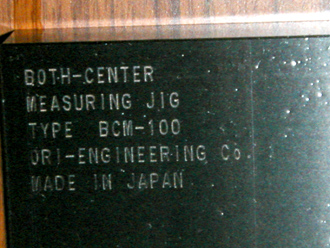 BOTH-CENTER
MEASURING JIG
TYPE BCM-100
ORI-ENGINEERING Co.
MADE IN JAPAN